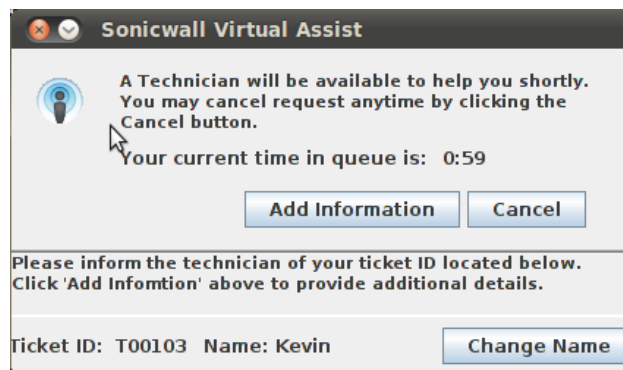 Sonicwall Virtual Assist
A Technician will be available to help you shortly.
You may cancel request anytime by clicking the
Cancel button.
Your current time in queue is: 0:59
Add Information Cancel
Please inform the technician of your ticket ID located below.
Click 'Add Infomtion' above to provide additional details.
Ticket ID: T00103 Name: Kevin Change Name